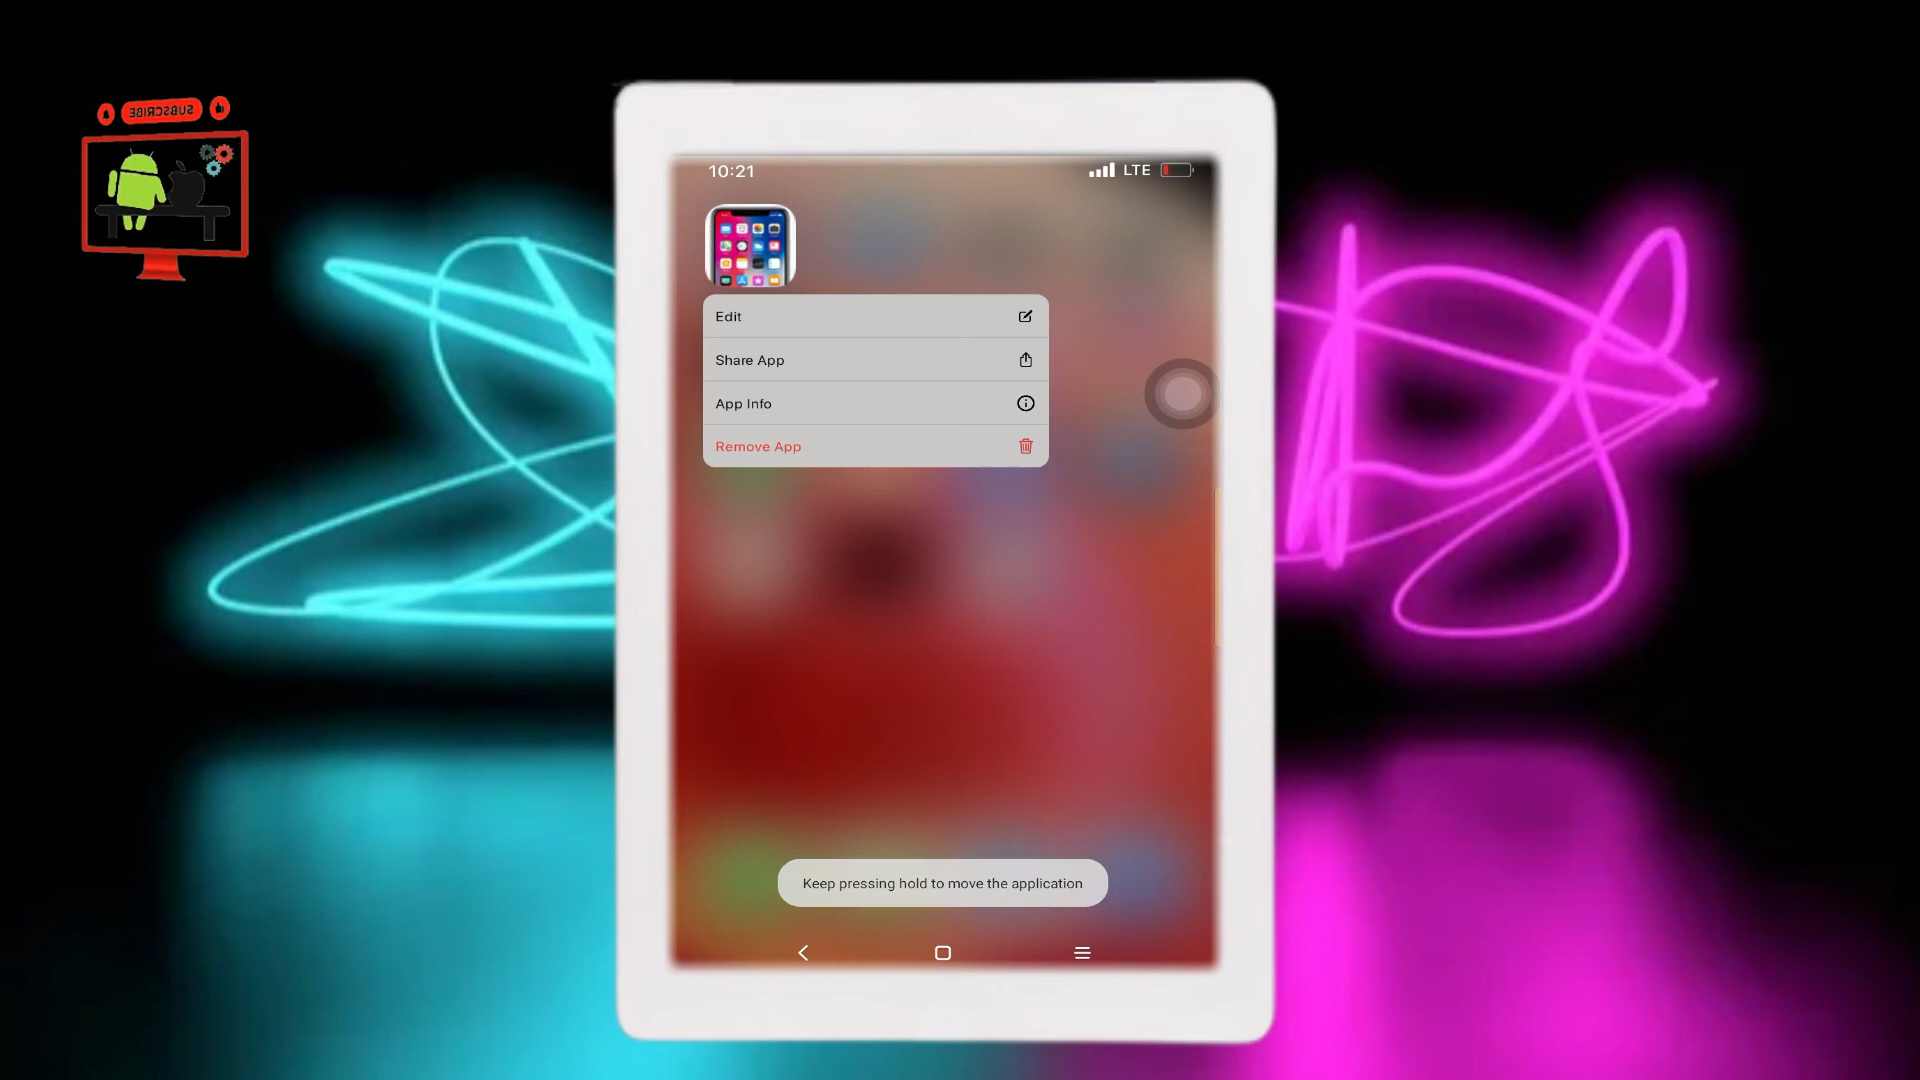 SUBSCRIBE
10:21 LTE
Edit
Share App
App Info
Remove App
Keep pressing hold to move the application